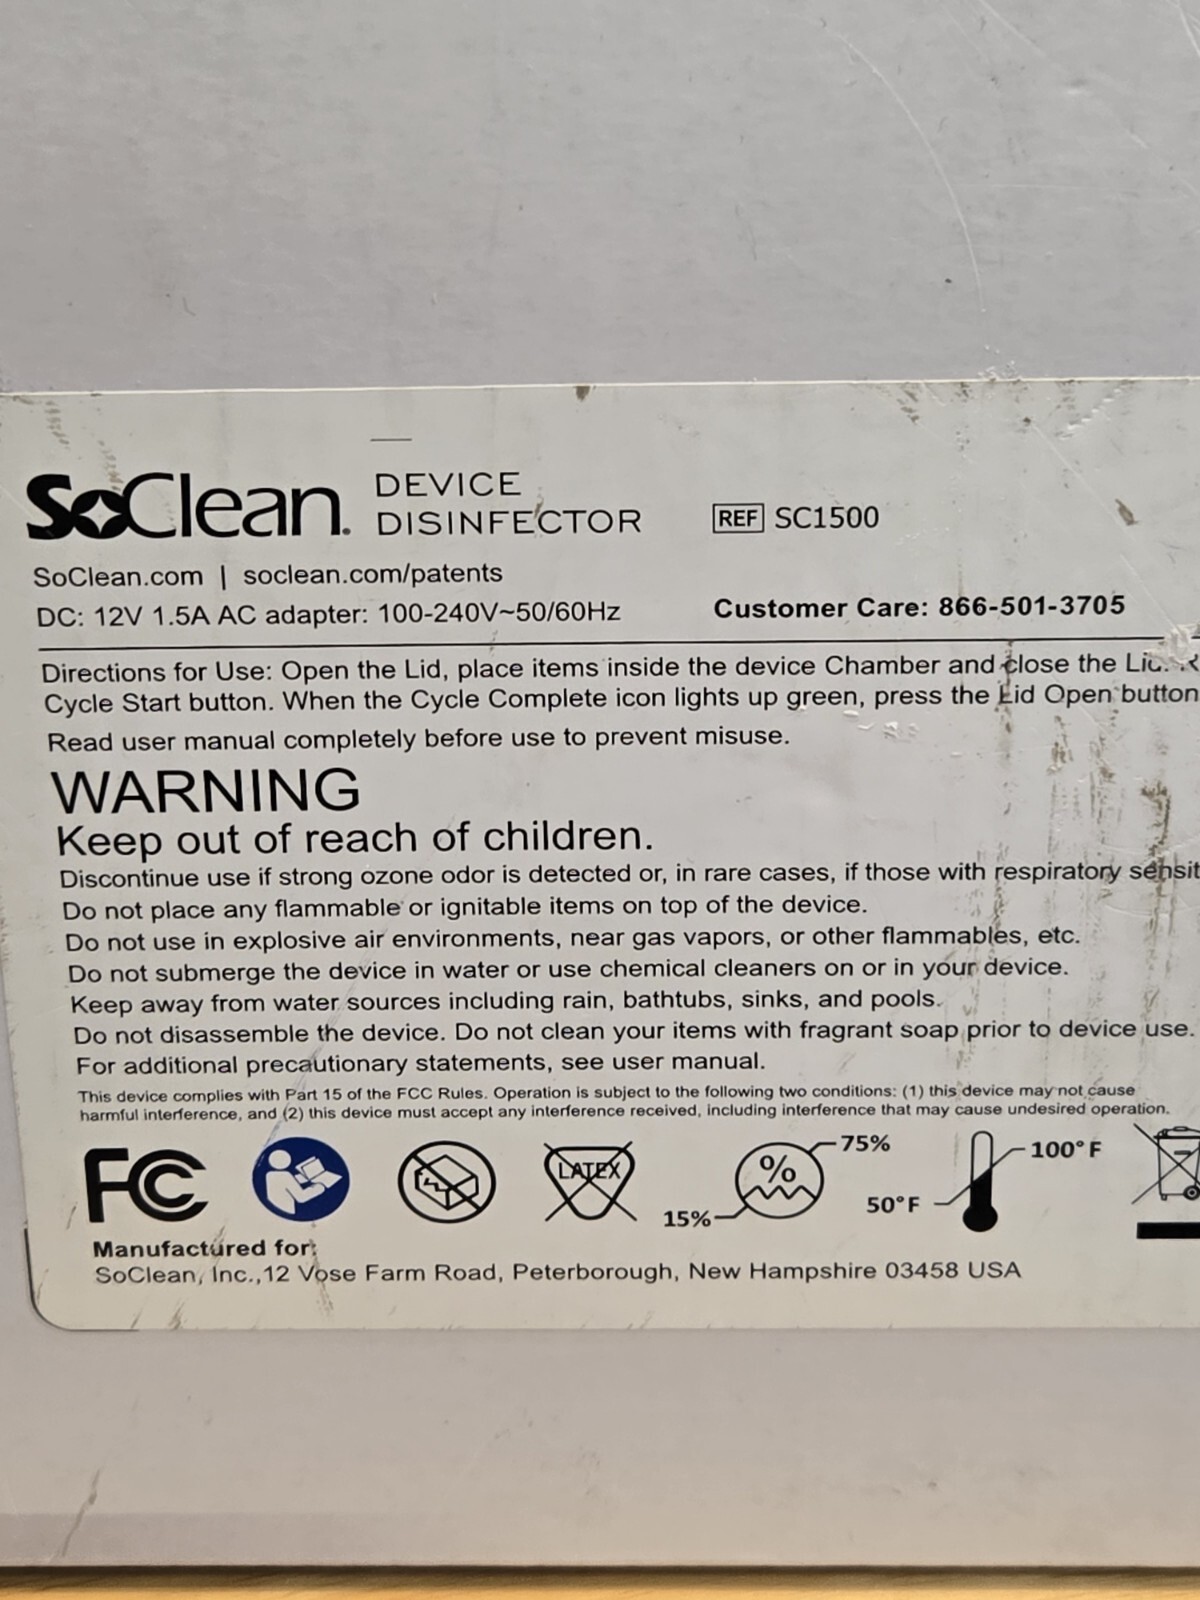 SoClean. DEVICE
DISINFECTOR
REF SC1500
SoClean.com | soclean.com/patents
DC: 12V 1.5A AC adapter: 100-240V~50/60Hz
Customer Care: 866-501-3705
Directions for Use: Open the Lid, place items inside the device Chamber and close the Lid.
Cycle Start button. When the Cycle Complete icon lights up green, press the Lid Open button
Read user manual completely before use to prevent misuse.
WARNING
Keep out of reach of children.
Discontinue use if strong ozone odor is detected or, in rare cases, if those with respiratory sensit
Do not place any flammable or ignitable items on top of the device.
Do not use in explosive air environments, near gas vapors, or other flammables, etc.
Do not submerge the device in water or use chemical cleaners on or in your device.
Keep away from water sources including rain, bathtubs, sinks, and pools.
Do not disassemble the device. Do not clean your items with fragrant soap prior to device use.
For additional precautionary statements, see user manual.
This device complies with Part 15 of the FCC Rules. Operation is subject to the following two conditions: (1) this device may not cause
harmful interference, and (2) this device must accept any interference received, including interference that may cause undesired operation.
FC
LATEX
%
75%
15%
100°F
50°F
Manufactured for:
SoClean, Inc.,12 Vose Farm Road, Peterborough, New Hampshire 03458 USA